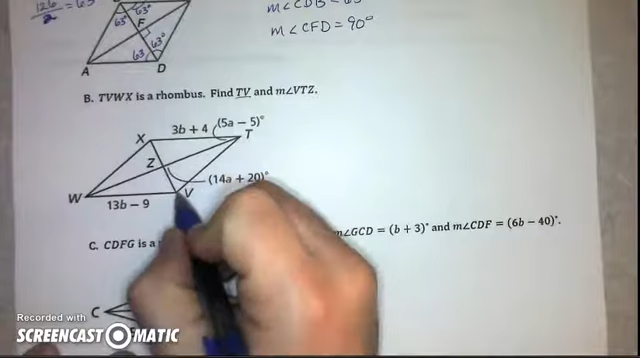 126/2 = 63
m∠CDB = 63
63° 63°
F
m∠CFD = 90°
63 63°
A D
B. TVWX is a rhombus. Find TV and m∠VTZ.
X 3b + 4 (5a − 5)° T
Z
(14a + 20)°
W V
13b − 9
C. CDFG is a
m∠GCD = (b + 3)° and m∠CDF = (6b − 40)°.
C
Recorded with
SCREENCAST O MATIC